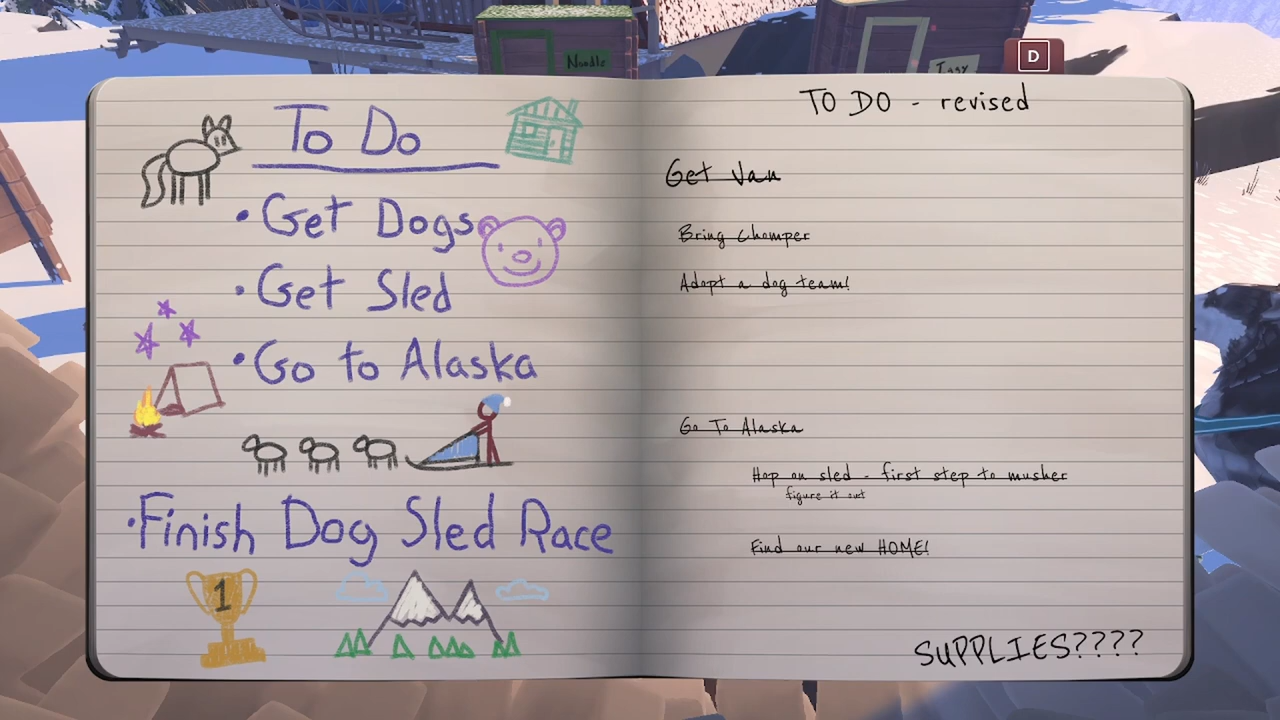 Noodle
Iggy
D
To Do
• Get Dogs
• Get Sled
• Go to Alaska
• Finish Dog Sled Race
1
TO DO - revised
Get Van
Bring Chomper
Adopt a dog team!
Go To Alaska
Hop on sled - first step to musher
figure it out
Find our new HOME!
SUPPLIES????